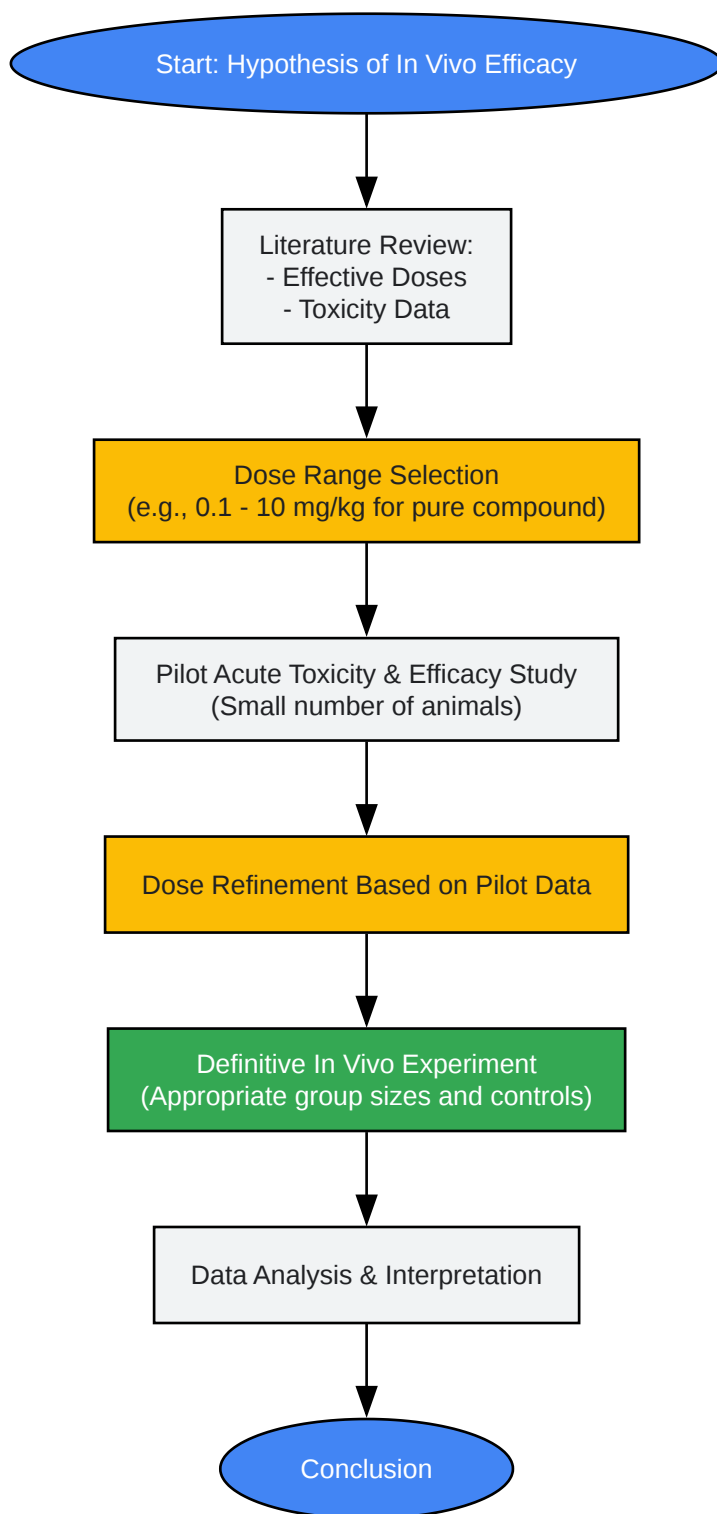 Start: Hypothesis of In Vivo Efficacy
Literature Review:
- Effective Doses
- Toxicity Data
Dose Range Selection
(e.g., 0.1 - 10 mg/kg for pure compound)
Pilot Acute Toxicity & Efficacy Study
(Small number of animals)
Dose Refinement Based on Pilot Data
Definitive In Vivo Experiment
(Appropriate group sizes and controls)
Data Analysis & Interpretation
Conclusion